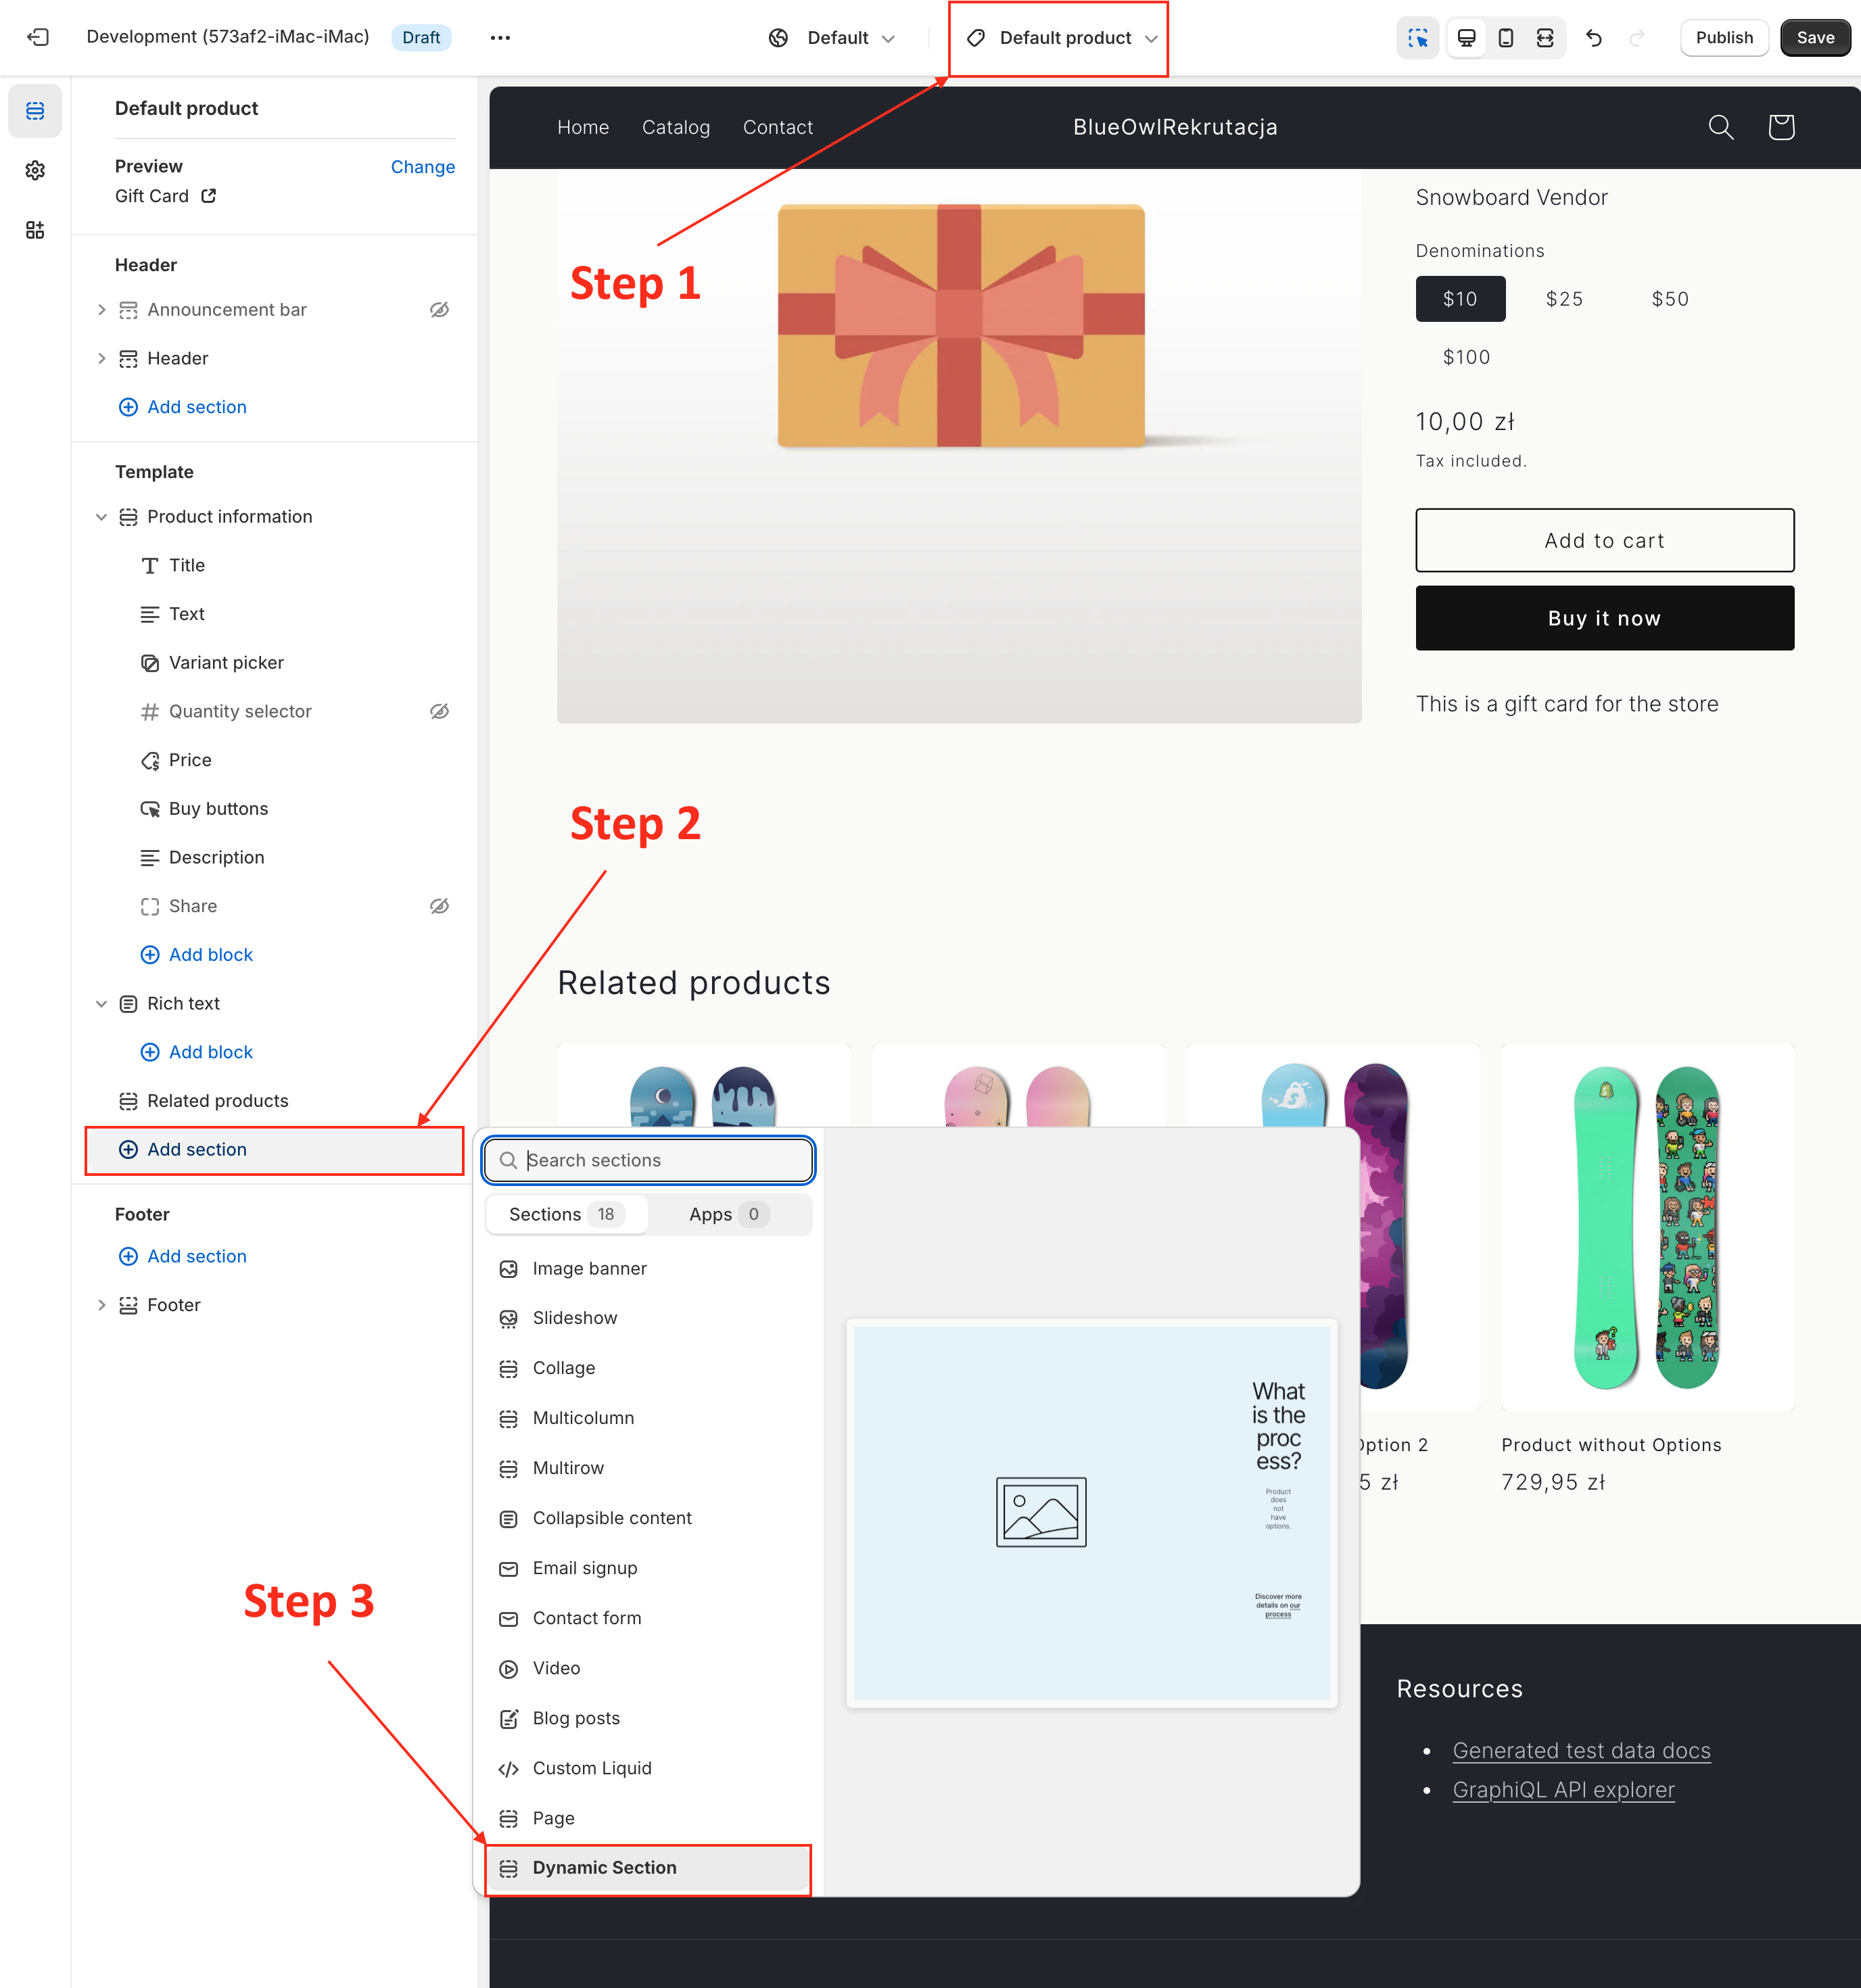 Development (573af2-iMac-iMac) Draft ••• Default Default product Publish Save
Default product
Preview Change
Gift Card
Header
Announcement bar
Header
Add section
Template
Product information
Title
Text
Variant picker
Quantity selector
Price
Buy buttons
Description
Share
Add block
Rich text
Add block
Related products
Add section
Footer
Add section
Footer
Home Catalog Contact BlueOwlRekrutacja
Snowboard Vendor
Denominations
$10 $25 $50
$100
10,00 zł
Tax included.
Add to cart
Buy it now
This is a gift card for the store
Step 1
Step 2
Related products
Search sections
Sections 18 Apps 0
Image banner
Slideshow
Collage
Multicolumn
Multirow
Collapsible content
Email signup
Contact form
Video
Blog posts
Custom Liquid
Page
Dynamic Section
Step 3
What
is the
proc
ess?
Product
does
not
have
options.
Discover more
details on our
process
Option 2
5 zł
Product without Options
729,95 zł
Resources
Generated test data docs
GraphiQL API explorer